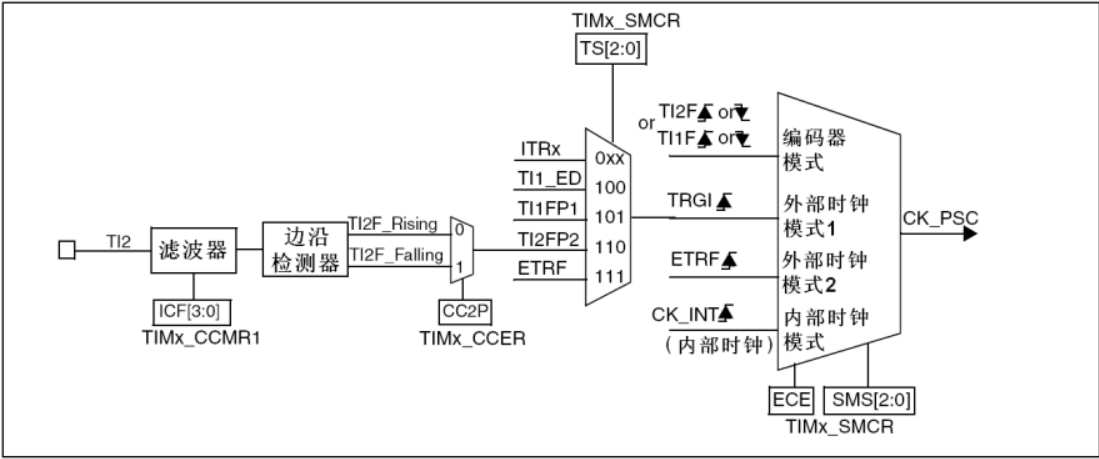 TIMx_SMCR
TS[2:0]
or TI2F or
TI1F or
编码器
模式
ITRx
0xx
TI1_ED
100
TRGI
外部时钟
模式1
CK_PSC
TI1FP1
101
TI2
滤波器
边沿
检测器
TI2F_Rising
0
TI2F_Falling
1
TI2FP2
110
ETRF
111
ETRF
外部时钟
模式2
ICF[3:0]
TIMx_CCMR1
CC2P
TIMx_CCER
CK_INT
(内部时钟)
内部时钟
模式
ECE
SMS[2:0]
TIMx_SMCR